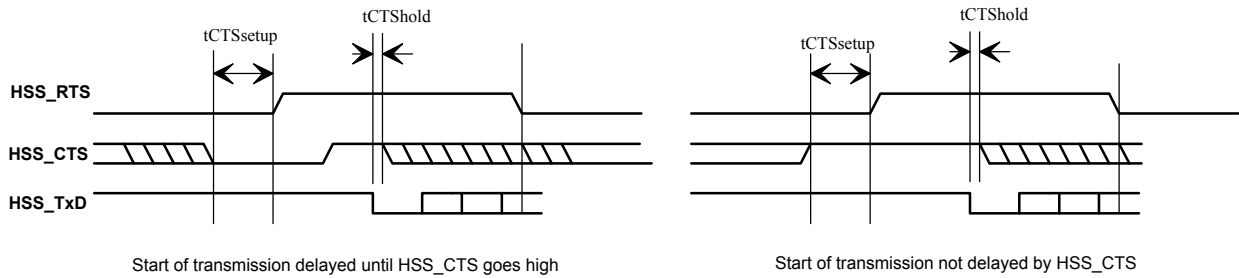 tCTShold
tCTSsetup
tCTShold
tCTSsetup
HSS_RTS
HSS_CTS
HSS_TxD
Start of transmission delayed until HSS_CTS goes high
Start of transmission not delayed by HSS_CTS